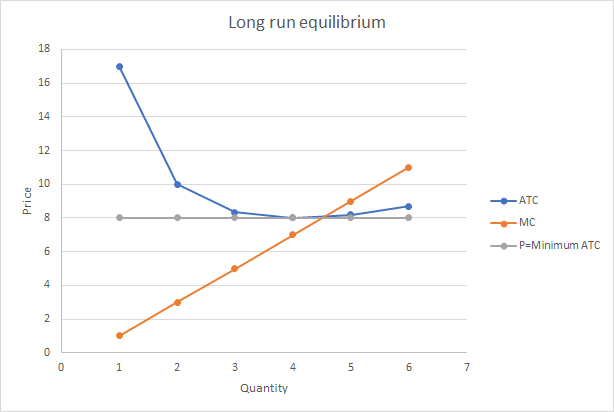 Long run equilibrium
18
16
14
12
10
8
6
4
2
0
Price
0 1 2 3 4 5 6 7
Quantity
ATC
MC
P=Minimum ATC